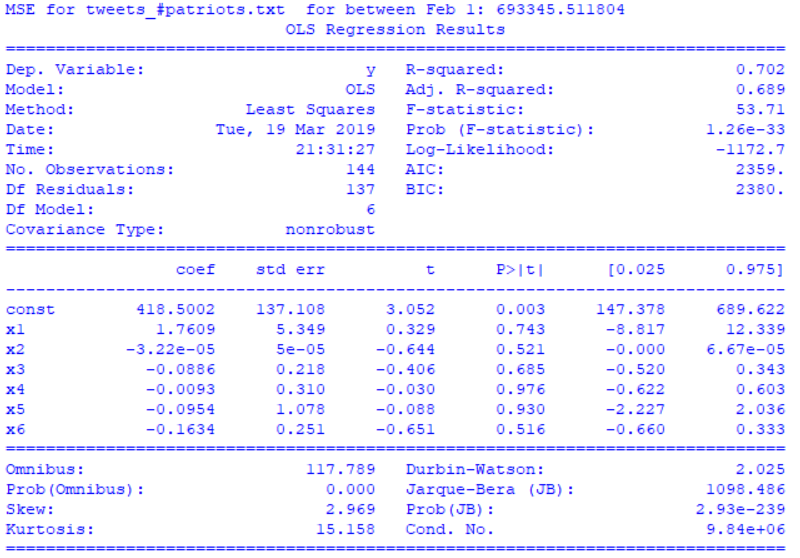 MSE for tweets_#patriots.txt  for between Feb 1: 693345.511804
                            OLS Regression Results
==============================================================================
Dep. Variable:                      y   R-squared:                       0.702
Model:                            OLS   Adj. R-squared:                  0.689
Method:                 Least Squares   F-statistic:                     53.71
Date:                Tue, 19 Mar 2019   Prob (F-statistic):           1.26e-33
Time:                        21:31:27   Log-Likelihood:                -1172.7
No. Observations:                 144   AIC:                             2359.
Df Residuals:                     137   BIC:                             2380.
Df Model:                           6
Covariance Type:            nonrobust
==============================================================================
                 coef    std err          t      P>|t|      [0.025      0.975]
------------------------------------------------------------------------------
const        418.5002    137.108      3.052      0.003     147.378     689.622
x1             1.7609      5.349      0.329      0.743      -8.817      12.339
x2          -3.22e-05      5e-05     -0.644      0.521      -0.000    6.67e-05
x3            -0.0886      0.218     -0.406      0.685      -0.520       0.343
x4            -0.0093      0.310     -0.030      0.976      -0.622       0.603
x5            -0.0954      1.078     -0.088      0.930      -2.227       2.036
x6            -0.1634      0.251     -0.651      0.516      -0.660       0.333
==============================================================================
Omnibus:                      117.789   Durbin-Watson:                   2.025
Prob(Omnibus):                  0.000   Jarque-Bera (JB):             1098.486
Skew:                           2.969   Prob(JB):                    2.93e-239
Kurtosis:                      15.158   Cond. No.                     9.84e+06
==============================================================================